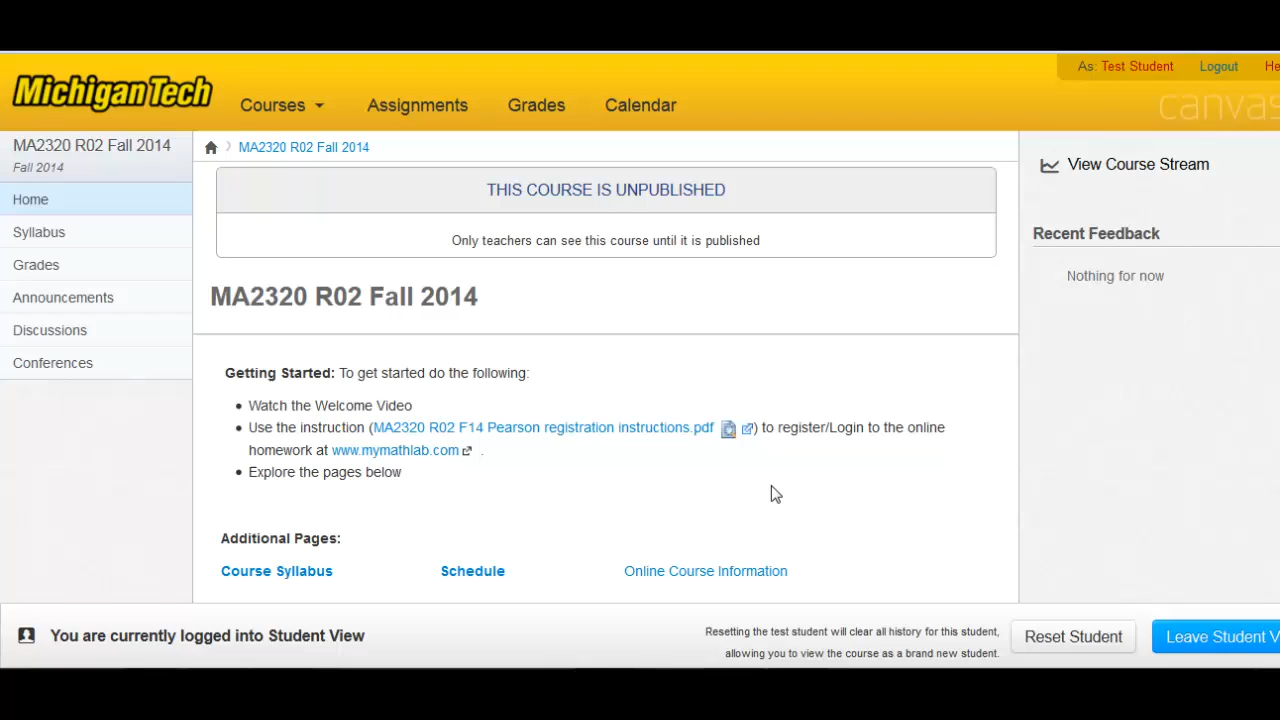 As: Test Student Logout
MichiganTech Courses Assignments Grades Calendar
canvas
MA2320 R02 Fall 2014
Fall 2014
Home
Syllabus
Grades
Announcements
Discussions
Conferences
MA2320 R02 Fall 2014
THIS COURSE IS UNPUBLISHED
Only teachers can see this course until it is published
MA2320 R02 Fall 2014
Getting Started: To get started do the following:
Watch the Welcome Video
Use the instruction (MA2320 R02 F14 Pearson registration instructions.pdf ) to register/Login to the online
homework at www.mymathlab.com .
Explore the pages below
Additional Pages:
Course Syllabus Schedule Online Course Information
View Course Stream
Recent Feedback
Nothing for now
You are currently logged into Student View
Resetting the test student will clear all history for this student,
allowing you to view the course as a brand new student.
Reset Student
Leave Student V